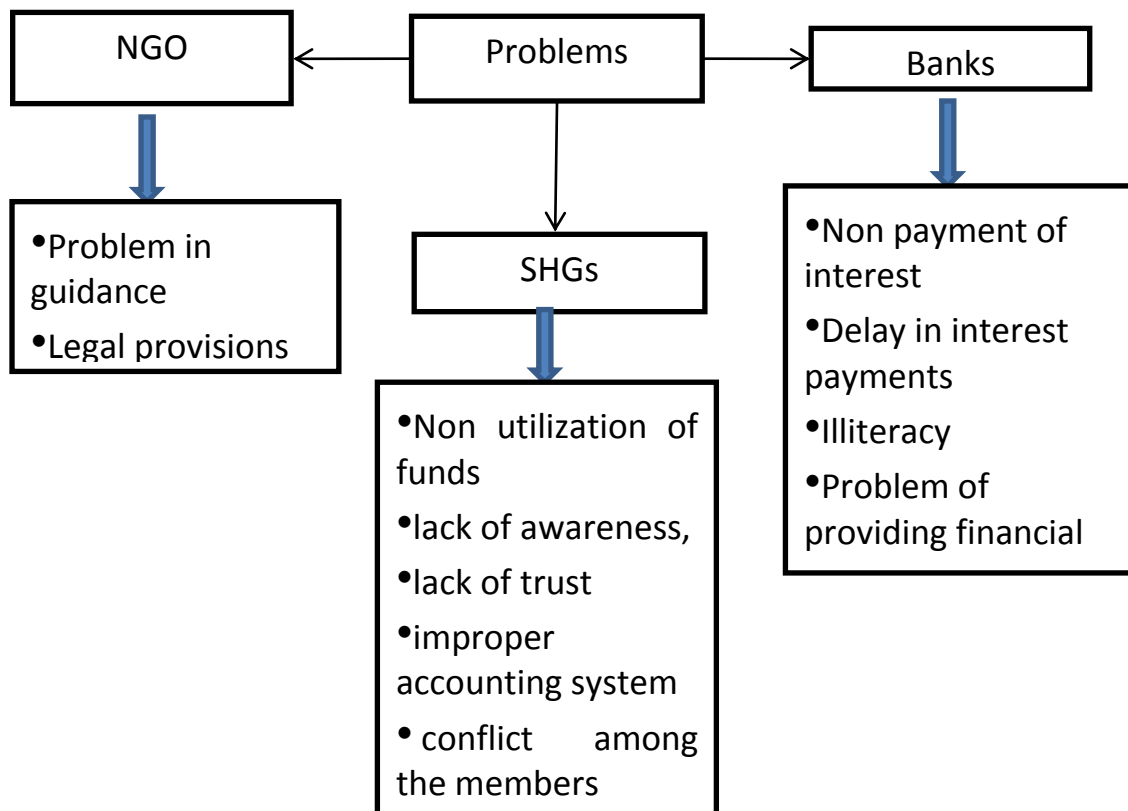 NGO
Problems
Banks
•Problem in
guidance
•Legal provisions
SHGs
•Non utilization of
funds
•lack of awareness,
•lack of trust
•improper
accounting system
• conflict among
the members
•Non payment of
interest
•Delay in interest
payments
•Illiteracy
•Problem of
providing financial